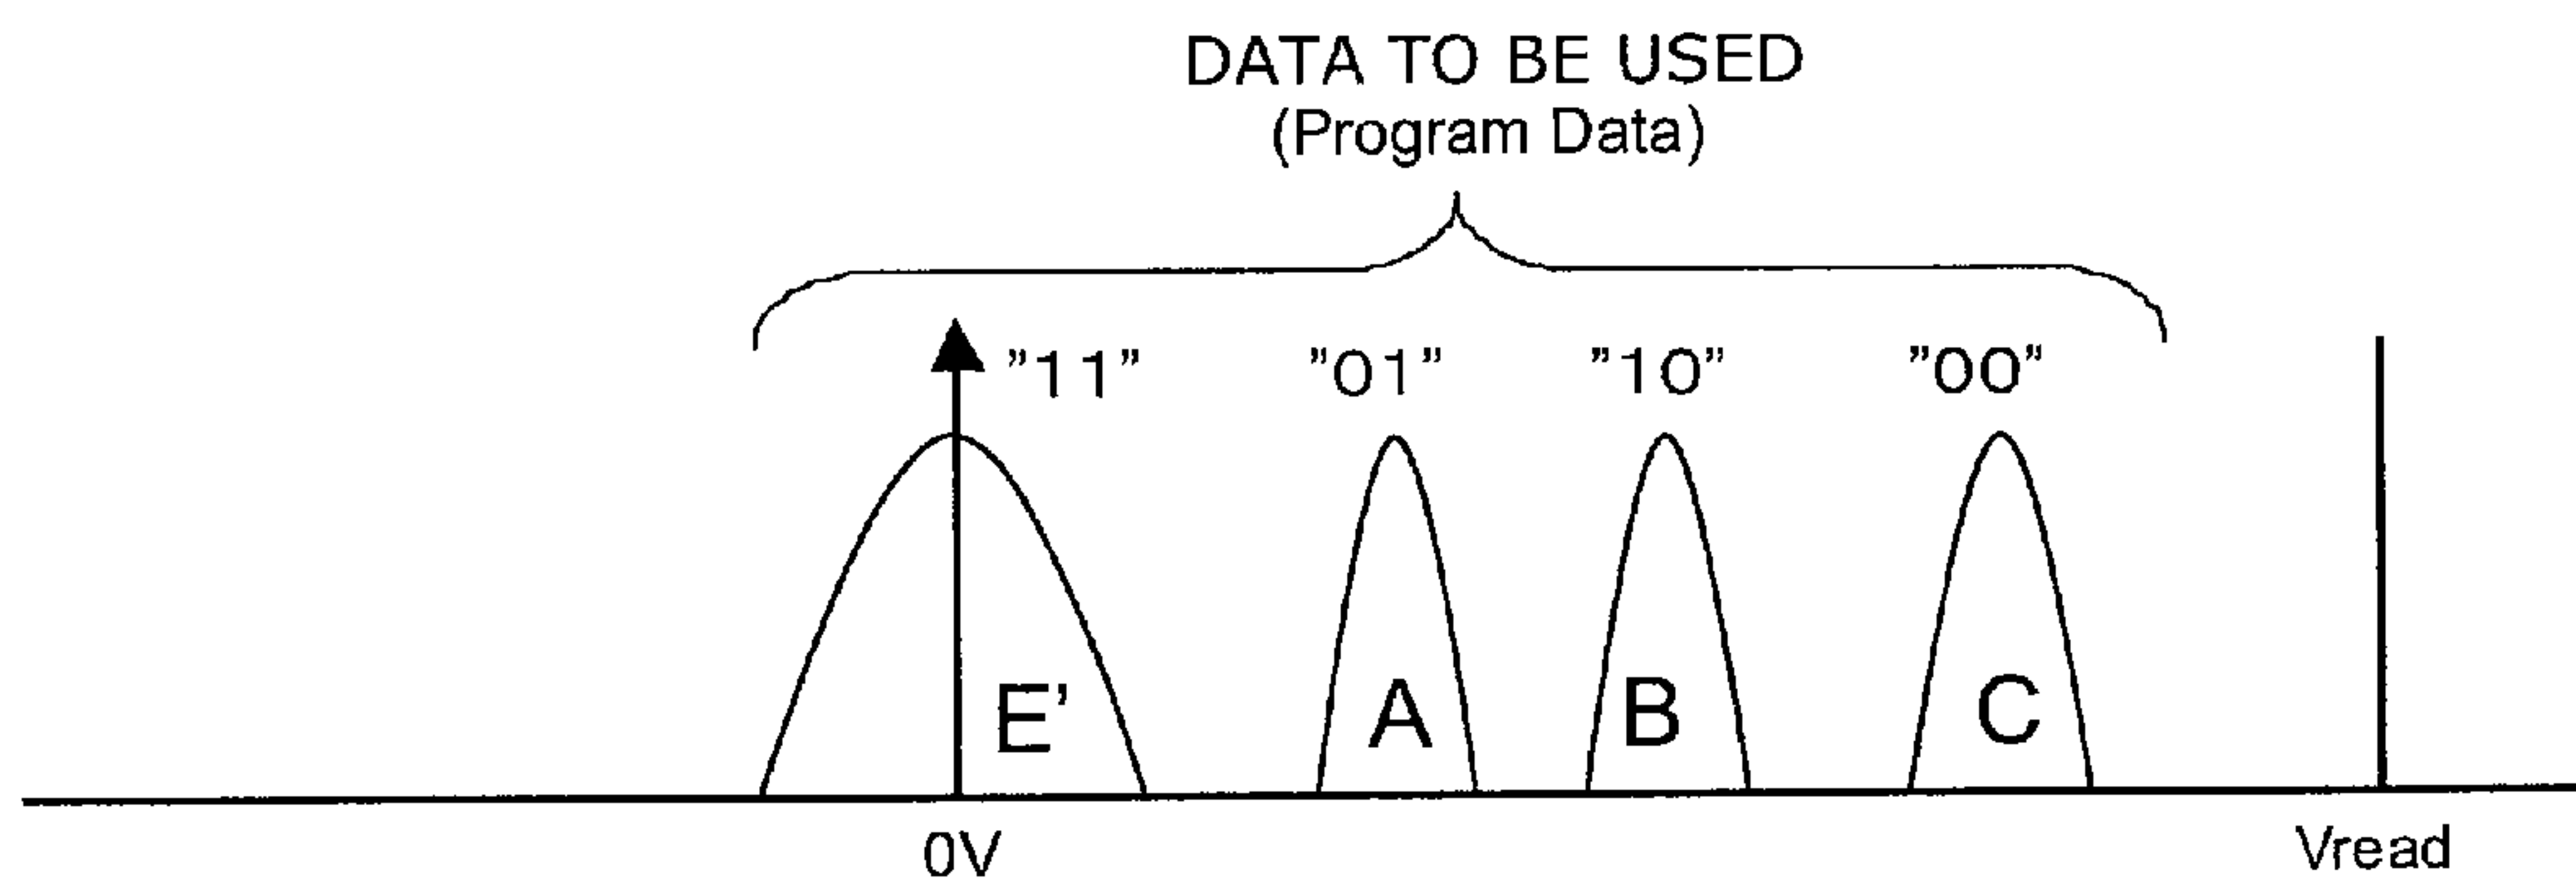 DATA TO BE USED
(Program Data)
”11” ”01” ”10” ”00”
E’ A B C
0V Vread